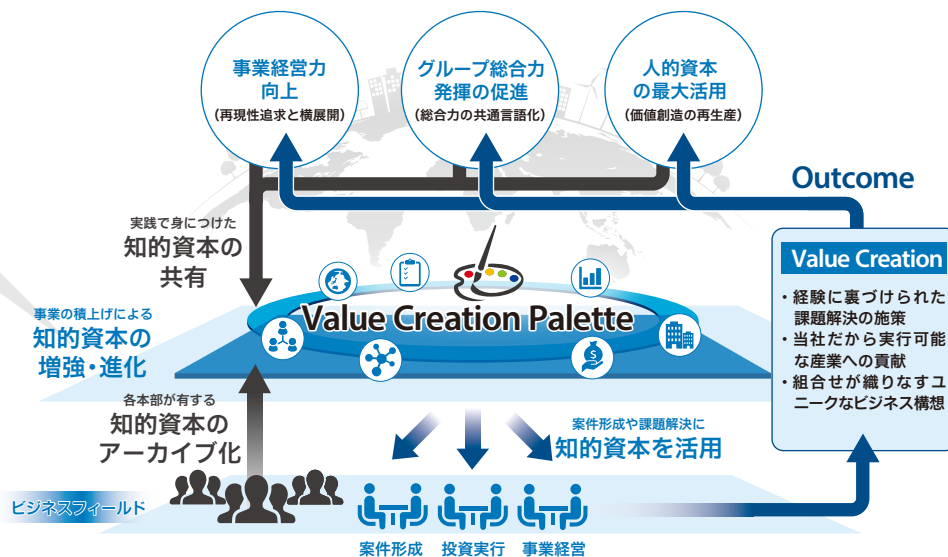 事業経営力
向上
（再現性追求と横展開）
グループ総合力
発揮の促進
（総合力の共通言語化）
人的資本
の最大活用
（価値創造の再生産）
Outcome
実践で身につけた
知的資本の
共有
Value Creation
・経験に裏づけられた
課題解決の施策
・当社だから実行可能
な産業への貢献
・組合せが織りなすユ
ニークなビジネス構想
Value Creation Palette
事業の積上げによる
知的資本の
増強・進化
各本部が有する
知的資本の
アーカイブ化
案件形成や課題解決に
知的資本を活用
ビジネスフィールド
案件形成
投資実行
事業経営